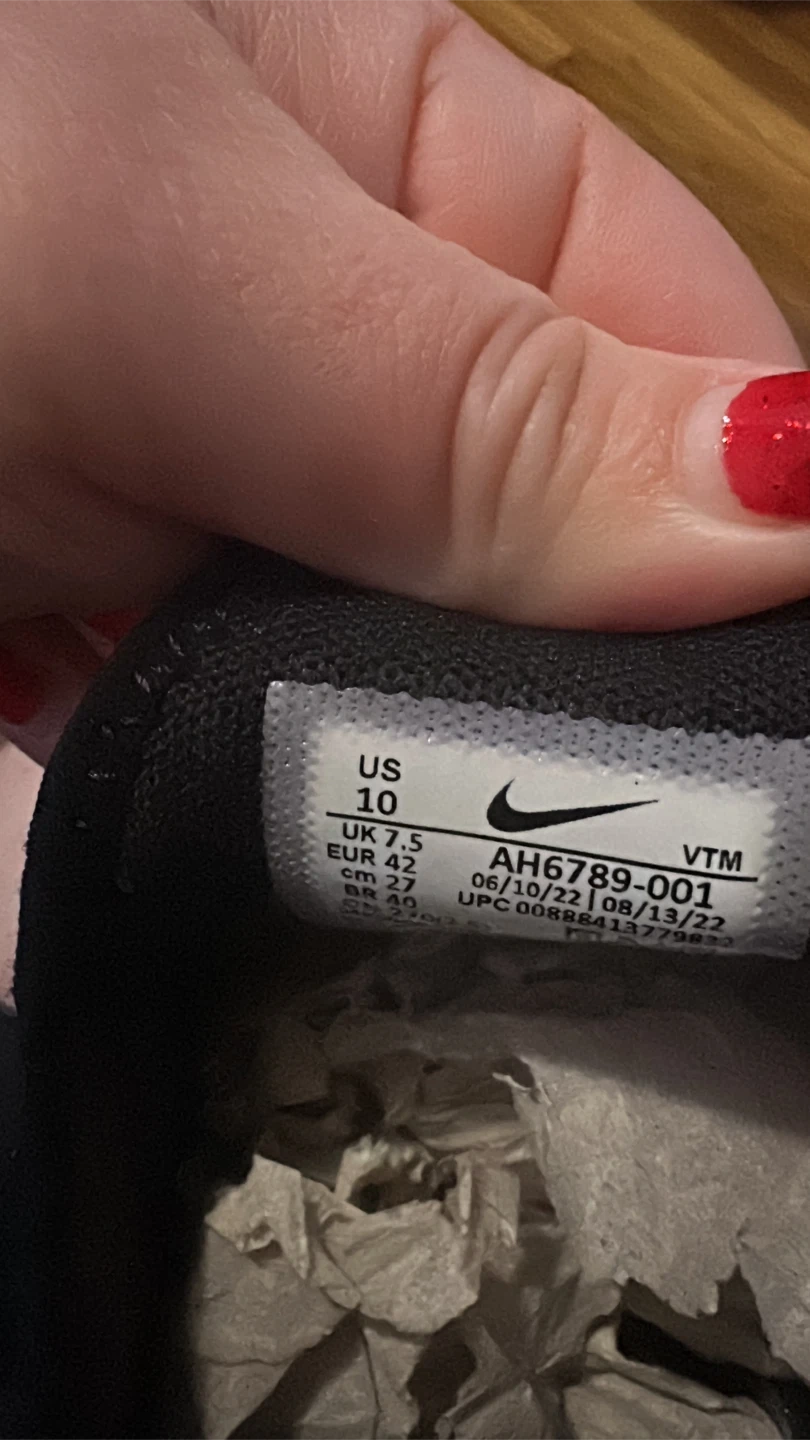 US
10
VTM
UK 7.5
AH6789-001
EUR 42
06/10/22 | 08/13/22
cm 27
UPC 00888413779832
BR 40